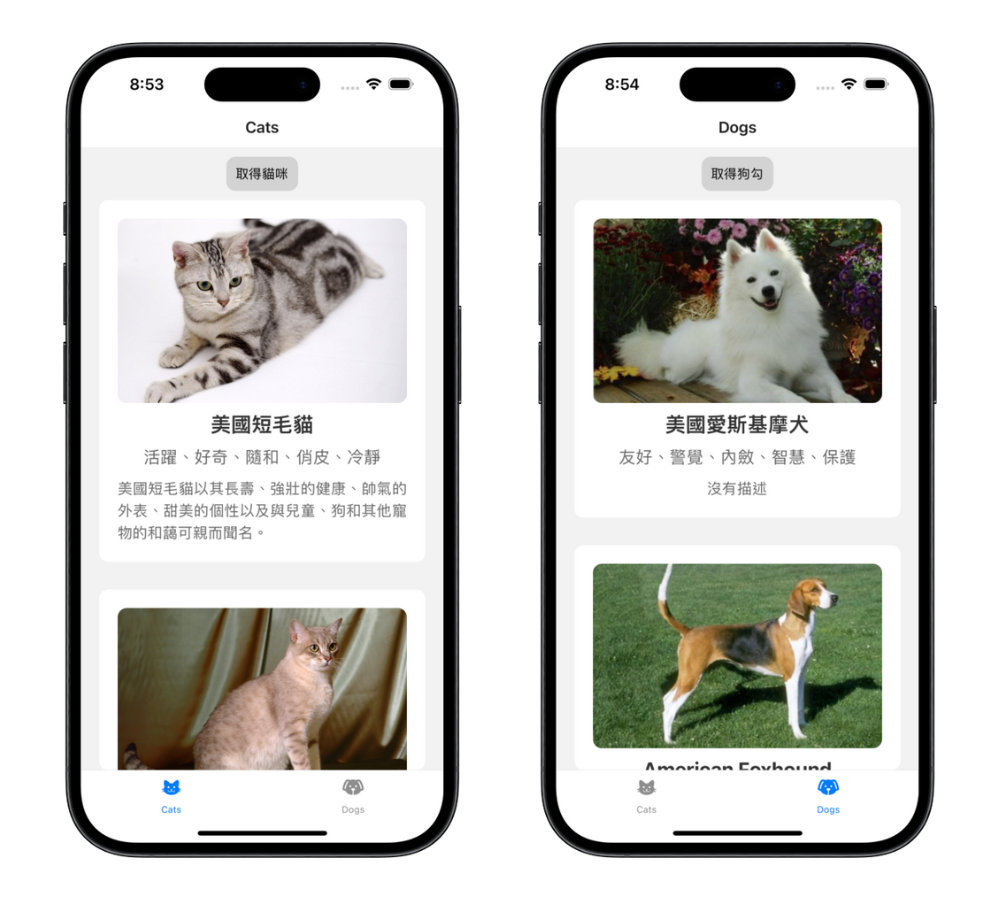 8:53
Cats
取得貓咪
美國短毛貓
活躍、好奇、隨和、俏皮、冷靜
美國短毛貓以其長壽、強壯的健康、帥氣的
外表、甜美的個性以及與兒童、狗和其他寵
物的和藹可親而聞名。
Cats
Dogs
8:54
Dogs
取得狗勾
美國愛斯基摩犬
友好、警覺、內斂、智慧、保護
沒有描述
American Foxhound
Cats
Dogs